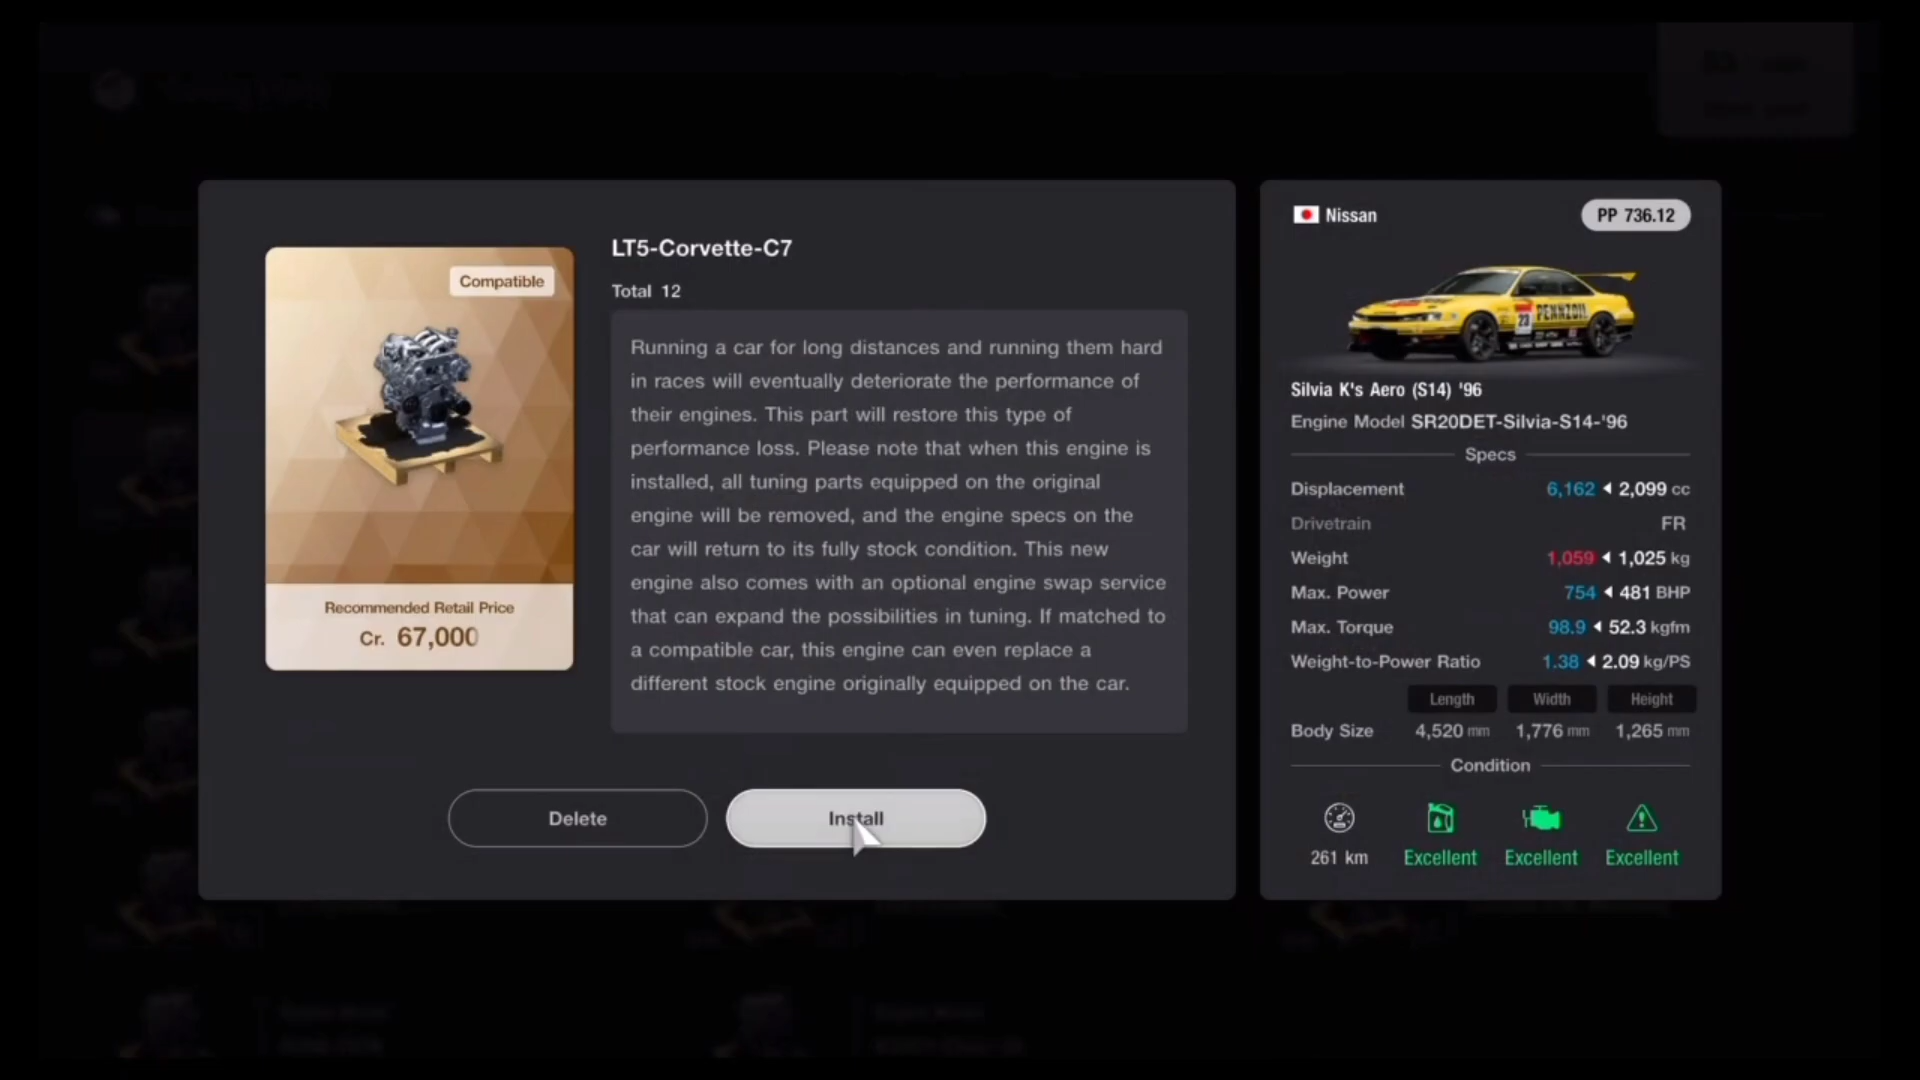 LT5-Corvette-C7
Total 12
Compatible
Recommended Retail Price
Cr. 67,000
Running a car for long distances and running them hard
in races will eventually deteriorate the performance of
their engines. This part will restore this type of
performance loss. Please note that when this engine is
installed, all tuning parts equipped on the original
engine will be removed, and the engine specs on the
car will return to its fully stock condition. This new
engine also comes with an optional engine swap service
that can expand the possibilities in tuning. If matched to
a compatible car, this engine can even replace a
different stock engine originally equipped on the car.
Delete
Install
Nissan
PP 736.12
PENNZOIL
23
Silvia K's Aero (S14) '96
Engine Model SR20DET-Silvia-S14-'96
Specs
Displacement 6,162 ◀ 2,099 cc
Drivetrain FR
Weight 1,059 ◀ 1,025 kg
Max. Power 754 ◀ 481 BHP
Max. Torque 98.9 ◀ 52.3 kgfm
Weight-to-Power Ratio 1.38 ◀ 2.09 kg/PS
Length Width Height
Body Size 4,520 mm 1,776 mm 1,265 mm
Condition
261 km Excellent Excellent Excellent